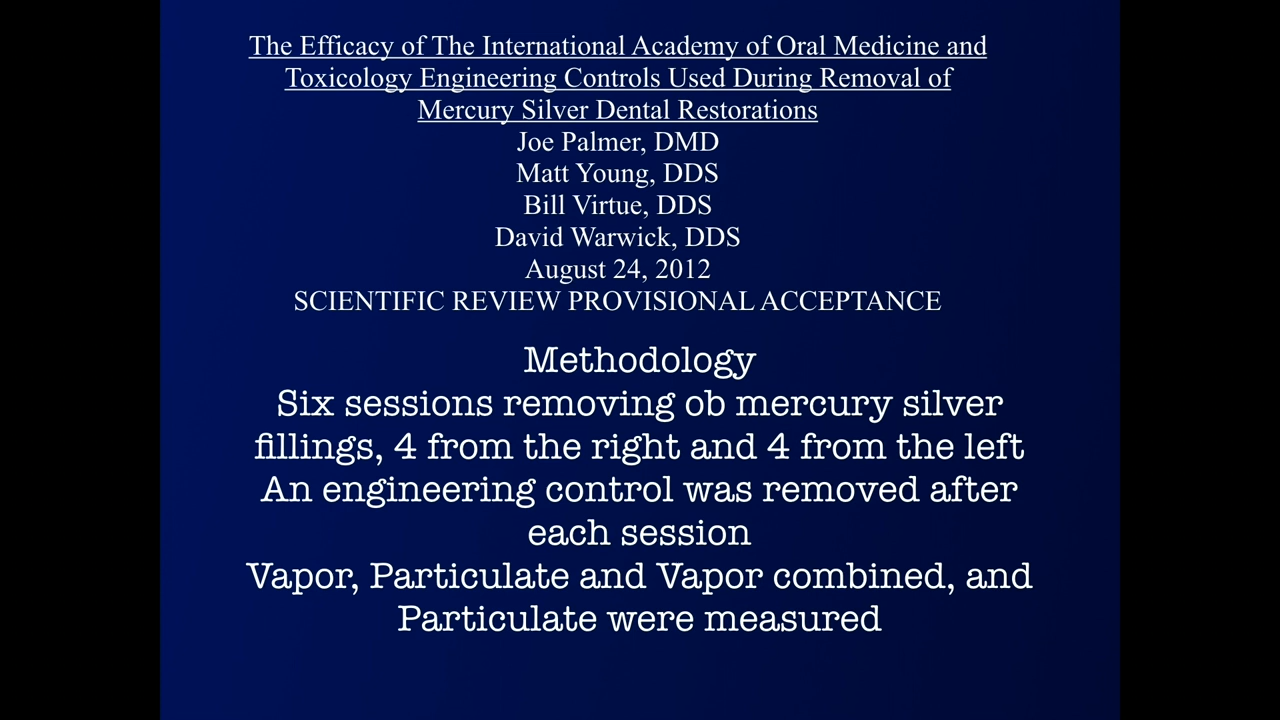 The Efficacy of The International Academy of Oral Medicine and
Toxicology Engineering Controls Used During Removal of
Mercury Silver Dental Restorations
Joe Palmer, DMD
Matt Young, DDS
Bill Virtue, DDS
David Warwick, DDS
August 24, 2012
SCIENTIFIC REVIEW PROVISIONAL ACCEPTANCE
Methodology
Six sessions removing ob mercury silver
fillings, 4 from the right and 4 from the left
An engineering control was removed after
each session
Vapor, Particulate and Vapor combined, and
Particulate were measured